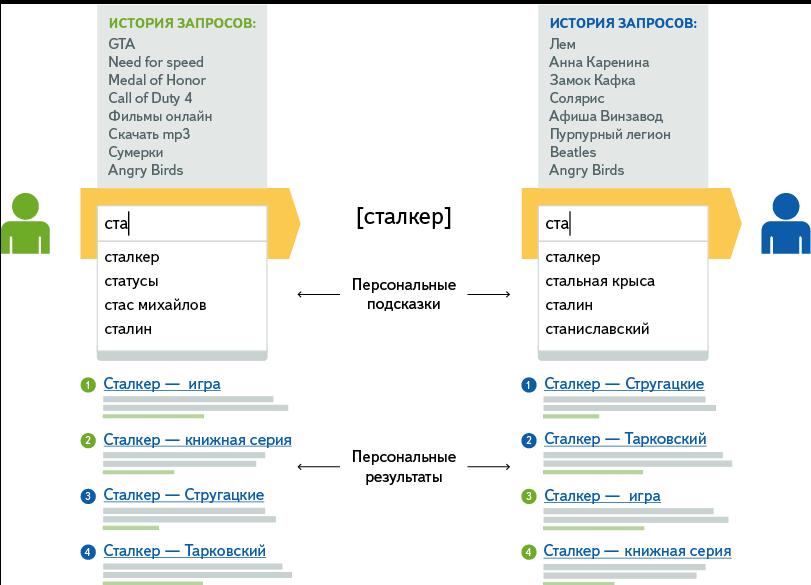 ИСТОРИЯ ЗАПРОСОВ:
GTA
Need for speed
Medal of Honor
Call of Duty 4
Фильмы онлайн
Скачать mp3
Сумерки
Angry Birds
ста
сталкер
статусы
стас михайлов
сталин
1 Сталкер — игра
2 Сталкер — книжная серия
3 Сталкер — Стругацкие
4 Сталкер — Тарковский
[сталкер]
Персональные
подсказки
Персональные
результаты
ИСТОРИЯ ЗАПРОСОВ:
Лем
Анна Каренина
Замок Кафка
Солярис
Афиша Винзавод
Пурпурный легион
Beatles
Angry Birds
ста
сталкер
стальная крыса
сталин
станиславский
1 Сталкер — Стругацкие
2 Сталкер — Тарковский
3 Сталкер — игра
4 Сталкер — книжная серия